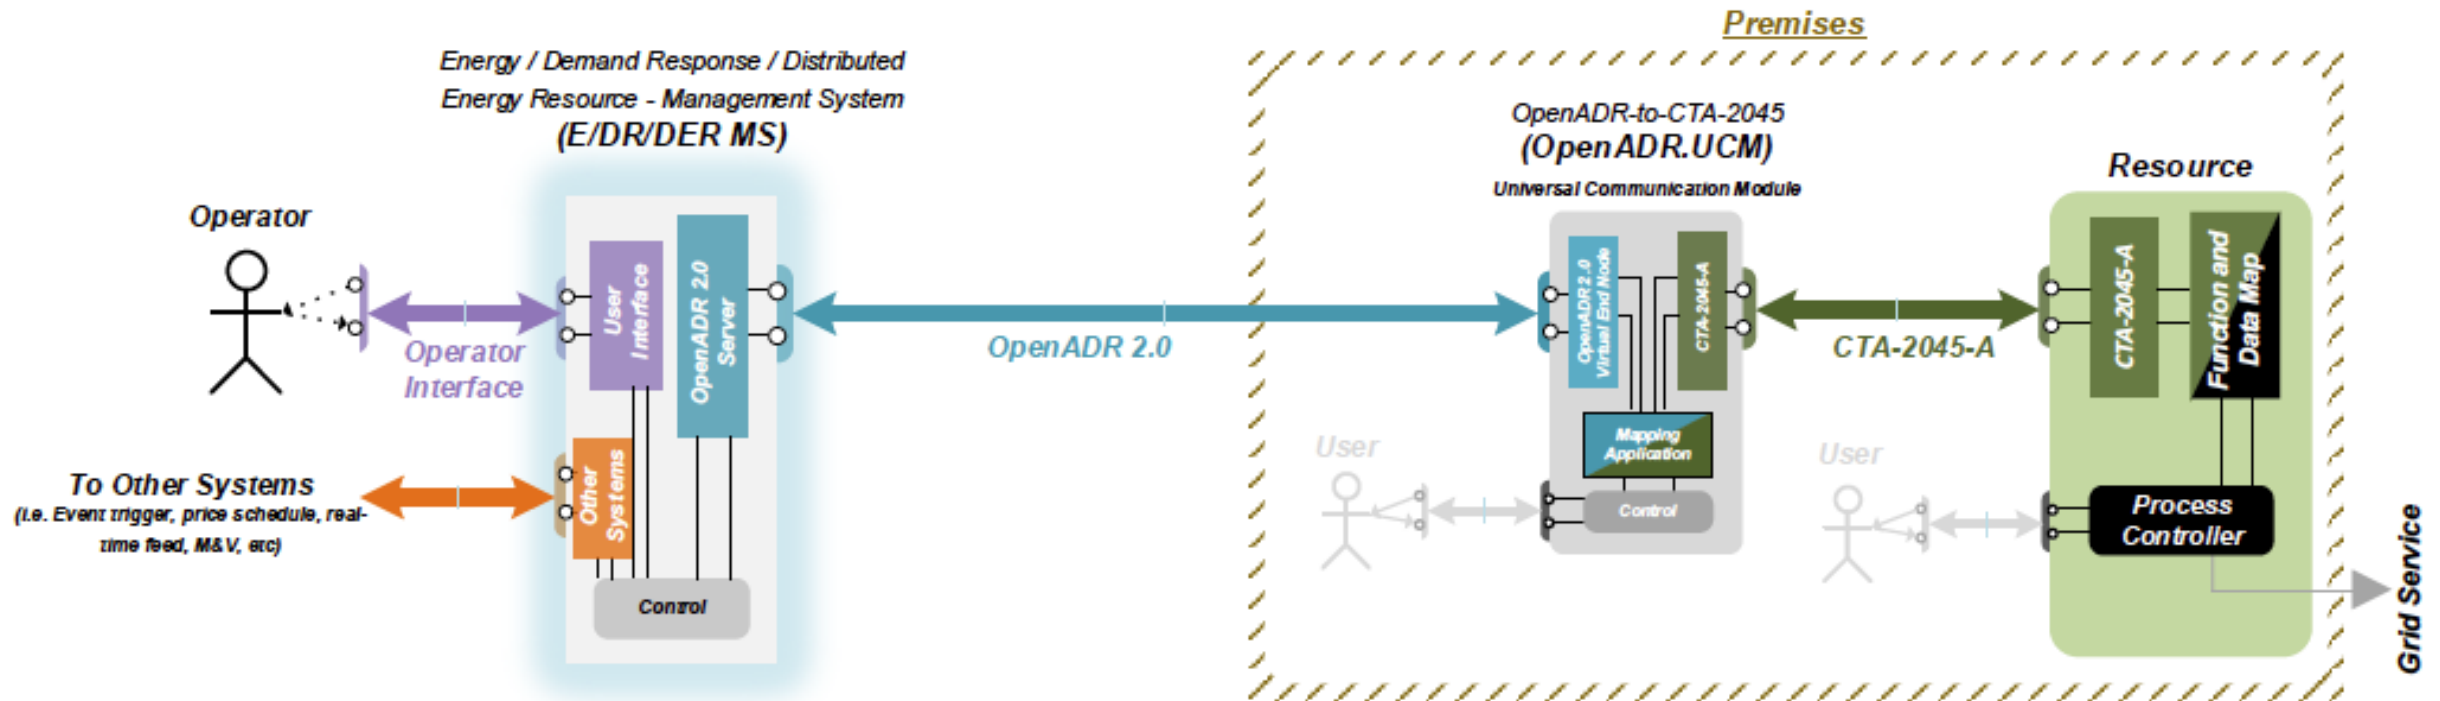 Premises
Energy / Demand Response / Distributed
Energy Resource - Management System
(E/DR/DER MS)
OpenADR-to-CTA-2045
(OpenADR.UCM)
Universal Communication Module
Resource
Operator
User
Interface
OpenADR 2.0
Server
OpenADR 2.0
Virtual End Node
CTA-2045-A
CTA-2045-A
Function and
Data Map
Operator
Interface
OpenADR 2.0
CTA-2045-A
Mapping
Application
User
User
To Other Systems
(i.e. Event trigger, price schedule, real-
time feed, M&V, etc)
Other
Systems
Control
Process
Controller
Control
Grid Service